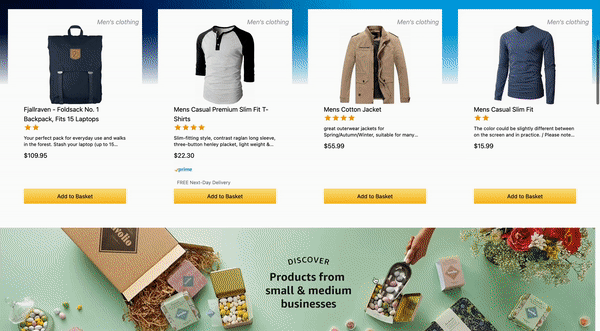 Men's clothing
Fjallraven - Foldsack No. 1
Backpack, Fits 15 Laptops
Your perfect pack for everyday use and walks
in the forest. Stash your laptop (up to 15...
$109.95
Add to Basket
Men's clothing
Mens Casual Premium Slim Fit T-
Shirts
Slim-fitting style, contrast raglan long sleeve,
three-button henley placket, light weight &...
$22.30
prime
FREE Next-Day Delivery
Add to Basket
Men's clothing
Mens Cotton Jacket
great outerwear jackets for
Spring/Autumn/Winter, suitable for many...
$55.99
Add to Basket
Men's clothing
Mens Casual Slim Fit
The color could be slightly different between
on the screen and in practice. / Please note...
$15.99
Add to Basket
DISCOVER
Products from
small & medium
businesses